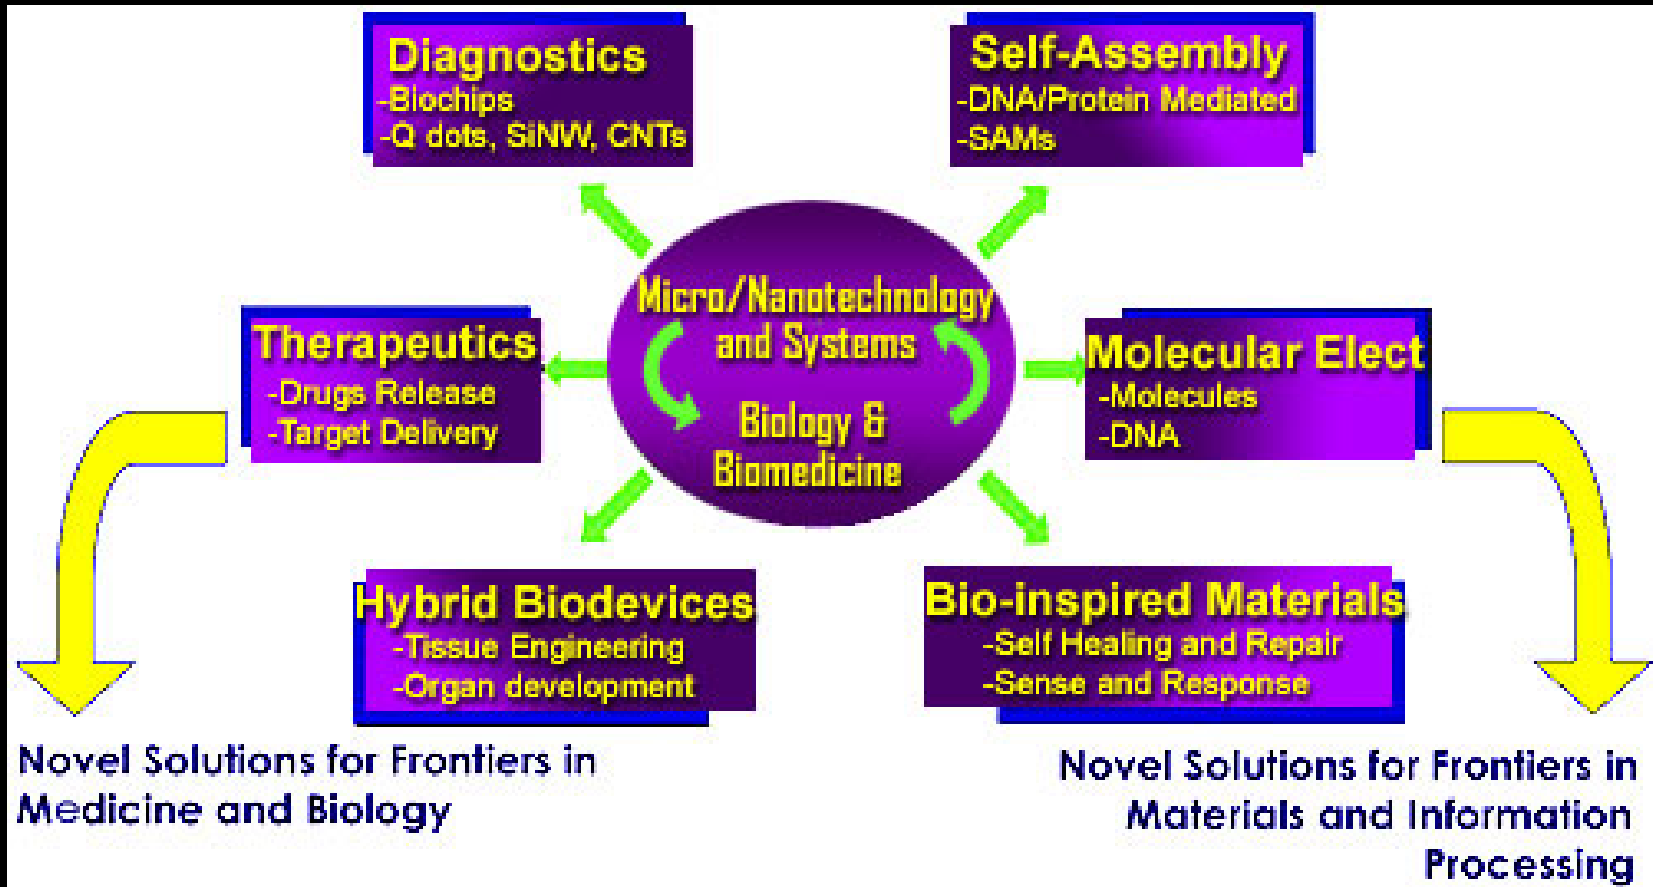 Diagnostics
-Biochips
-Q dots, SiNW, CNTs
Self-Assembly
-DNA/Protein Mediated
-SAMs
Micro/Nanotechnology
and Systems
Biology &
Biomedicine
Therapeutics
-Drugs Release
-Target Delivery
Molecular Elect
-Molecules
-DNA
Hybrid Biodevices
-Tissue Engineering
-Organ development
Bio-inspired Materials
-Self Healing and Repair
-Sense and Response
Novel Solutions for Frontiers in
Medicine and Biology
Novel Solutions for Frontiers in
Materials and Information
Processing